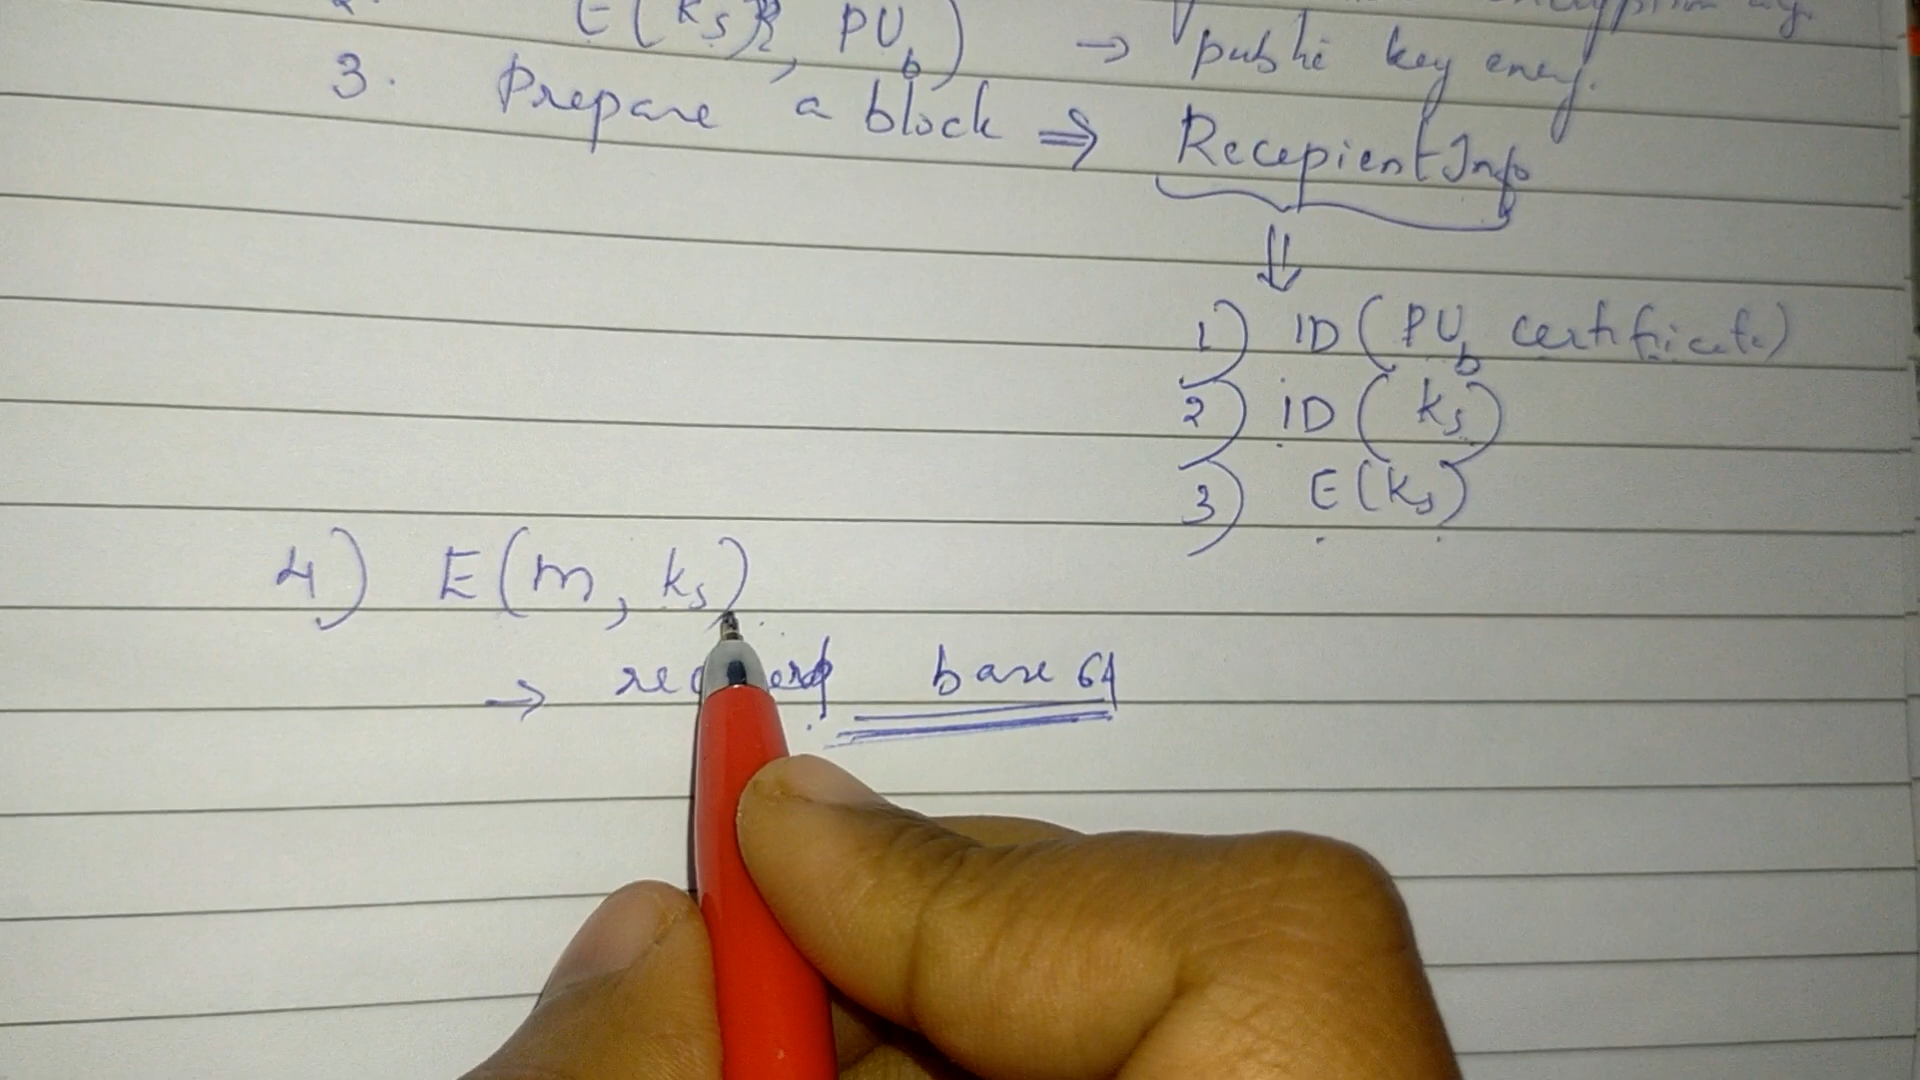 E(Ks, PUb) → public key
3. Prepare a block ⇒ RecepientInfo
⇓
1) ID(PUb certificate)
2) iD(Ks)
3) E(Ks)
4.) E(m, Ks)
→ base 64